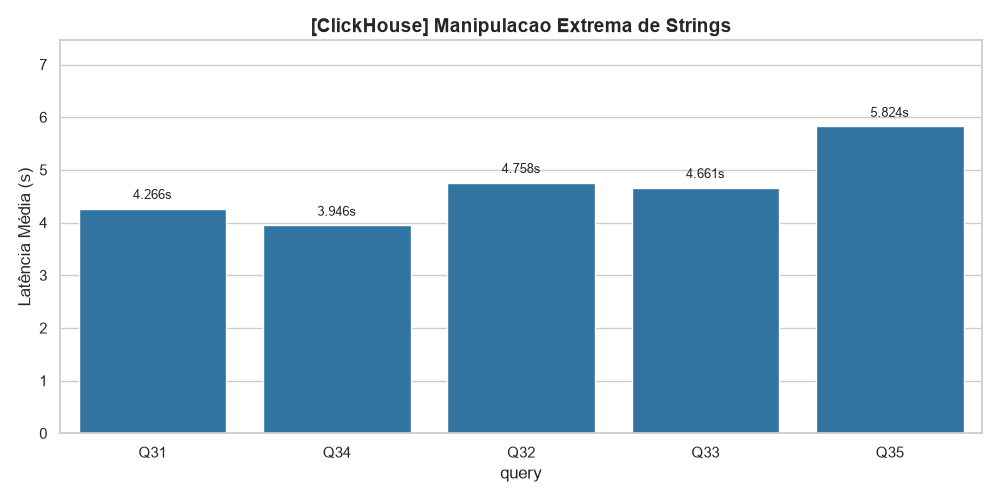 [ClickHouse] Manipulacao Extrema de Strings
Latência Média (s)
7
6
5
4
3
2
1
0
4.266s
3.946s
4.758s
4.661s
5.824s
Q31
Q34
Q32
Q33
Q35
query